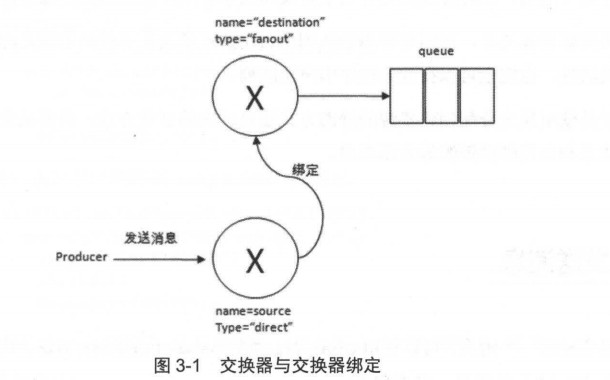 name="destination"
type="fanout"
queue
X
绑定
发送消息
Producer
X
name=source
Type="direct"
图 3-1 交换器与交换器绑定